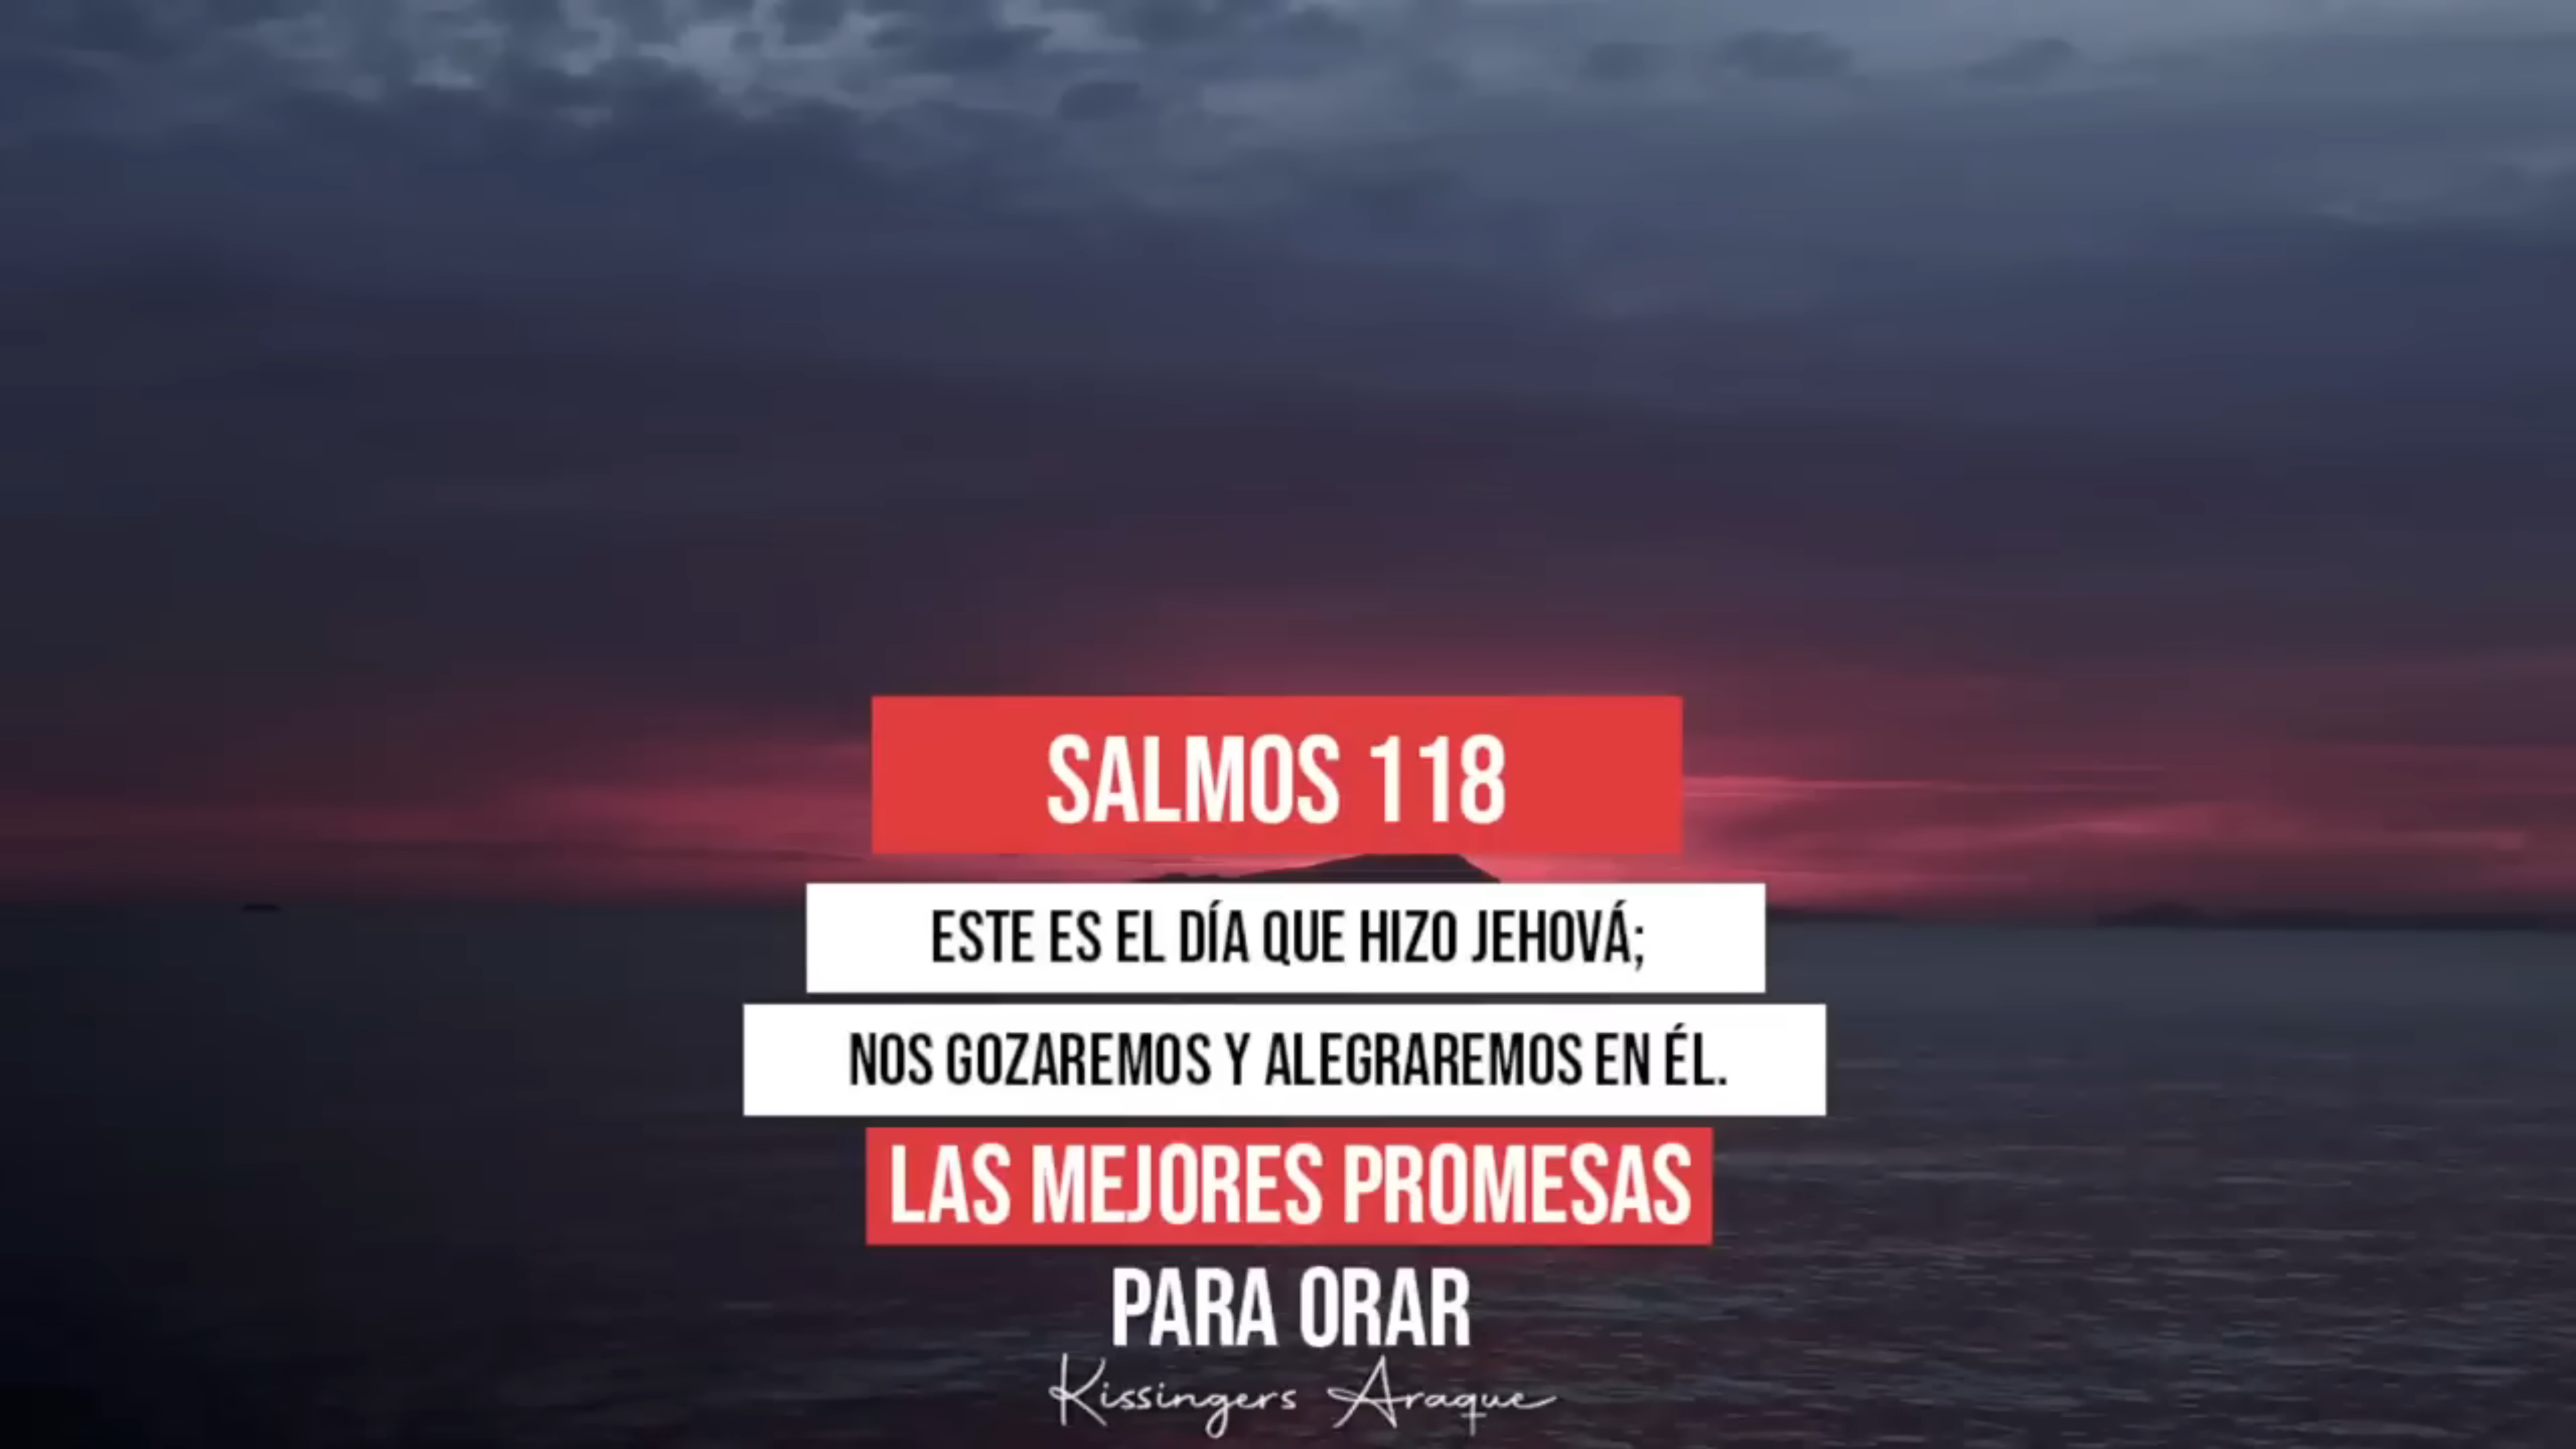 SALMOS 118
ESTE ES EL DÍA QUE HIZO JEHOVÁ;
NOS GOZAREMOS Y ALEGRAREMOS EN ÉL.
LAS MEJORES PROMESAS
PARA ORAR
Kissingers Araque